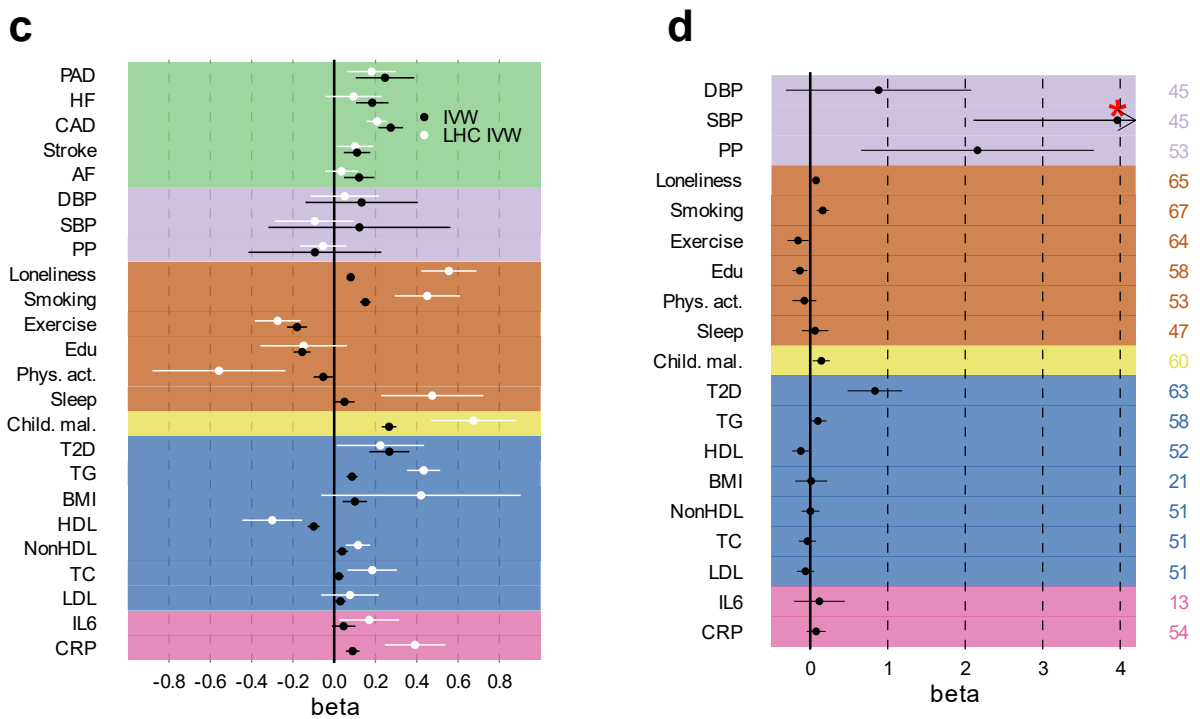 c
PAD
HF
CAD
Stroke
AF
DBP
SBP
PP
Loneliness
Smoking
Exercise
Edu
Phys. act.
Sleep
Child. mal.
T2D
TG
BMI
HDL
NonHDL
TC
LDL
IL6
CRP
IVW
LHC IVW
-0.8 -0.6 -0.4 -0.2 0.0 0.2 0.4 0.6 0.8
beta
d
DBP 45
SBP * 45
PP 53
Loneliness 65
Smoking 67
Exercise 64
Edu 58
Phys. act. 53
Sleep 47
Child. mal. 60
T2D 63
TG 58
HDL 52
BMI 21
NonHDL 51
TC 51
LDL 51
IL6 13
CRP 54
0 1 2 3 4
beta